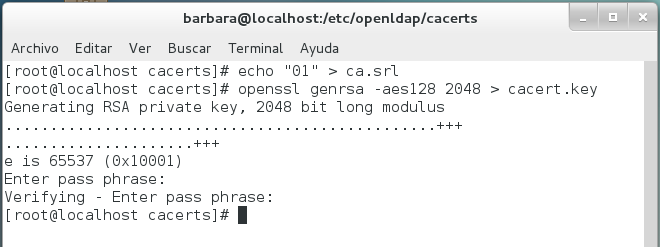 barbara@localhost:/etc/openldap/cacerts
Archivo Editar Ver Buscar Terminal Ayuda
[root@localhost cacerts]# echo "01" > ca.srl
[root@localhost cacerts]# openssl genrsa -aes128 2048 > cacert.key
Generating RSA private key, 2048 bit long modulus
................................................+++
.....................+++
e is 65537 (0x10001)
Enter pass phrase:
Verifying - Enter pass phrase:
[root@localhost cacerts]#